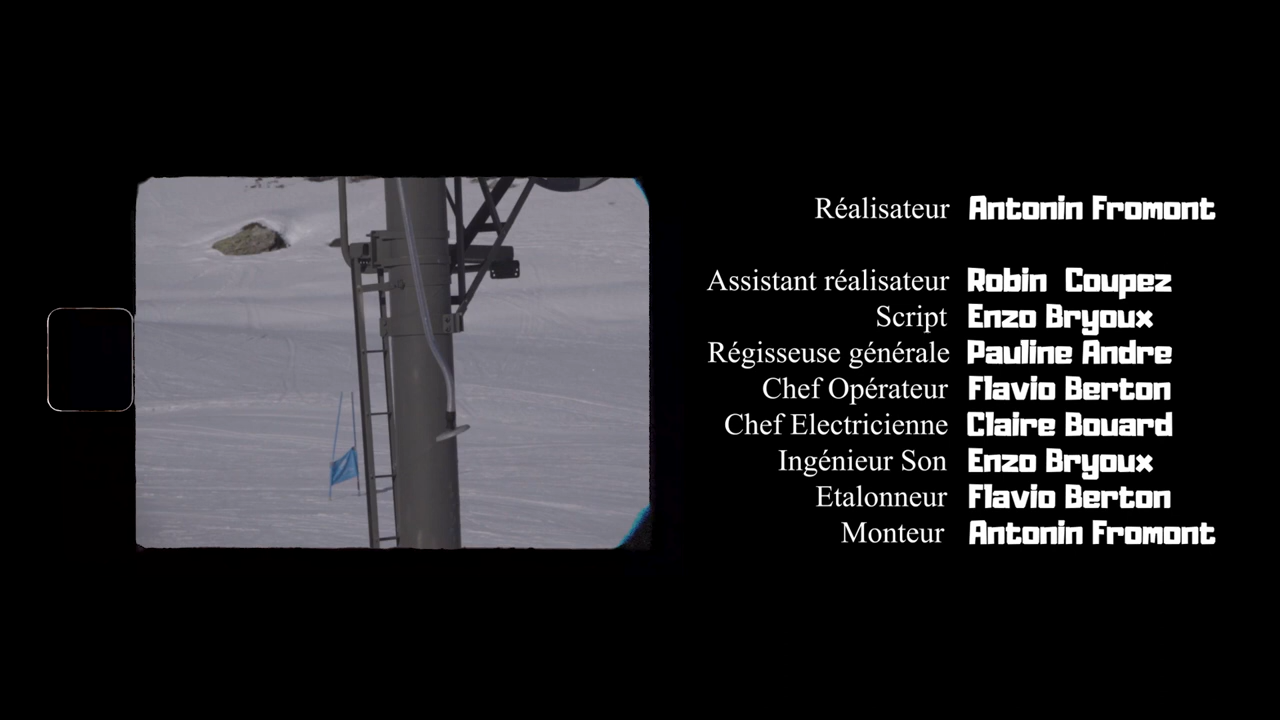 Réalisateur Antonin Fromont
Assistant réalisateur Robin Coupez
Script Enzo Bryoux
Régisseuse générale Pauline Andre
Chef Opérateur Flavio Berton
Chef Electricienne Claire Bouard
Ingénieur Son Enzo Bryoux
Etalonneur Flavio Berton
Monteur Antonin Fromont